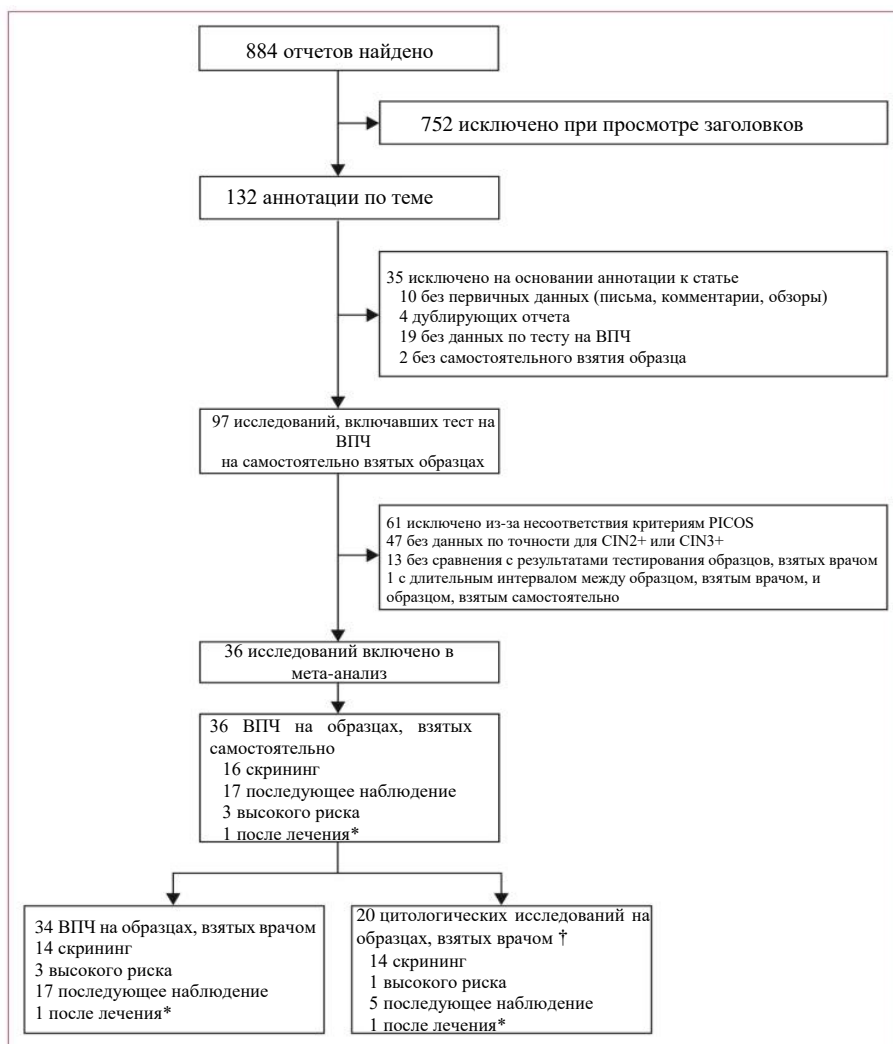 884 отчетов найдено
752 исключено при просмотре заголовков
132 аннотации по теме
35 исключено на основании аннотации к статье
10 без первичных данных (письма, комментарии, обзоры)
4 дублирующих отчета
19 без данных по тесту на ВПЧ
2 без самостоятельного взятия образца
97 исследований, включавших тест на
ВПЧ
на самостоятельно взятых образцах
61 исключено из-за несоответствия критериям PICOS
47 без данных по точности для CIN2+ или CIN3+
13 без сравнения с результатами тестирования образцов, взятых врачом
1 с длительным интервалом между образцом, взятым врачом, и
образцом, взятым самостоятельно
36 исследований включено в
мета-анализ
36 ВПЧ на образцах, взятых
самостоятельно
16 скрининг
17 последующее наблюдение
3 высокого риска
1 после лечения*
34 ВПЧ на образцах, взятых врачом
14 скрининг
3 высокого риска
17 последующее наблюдение
1 после лечения*
20 цитологических исследований на
образцах, взятых врачом †
14 скрининг
1 высокого риска
5 последующее наблюдение
1 после лечения*